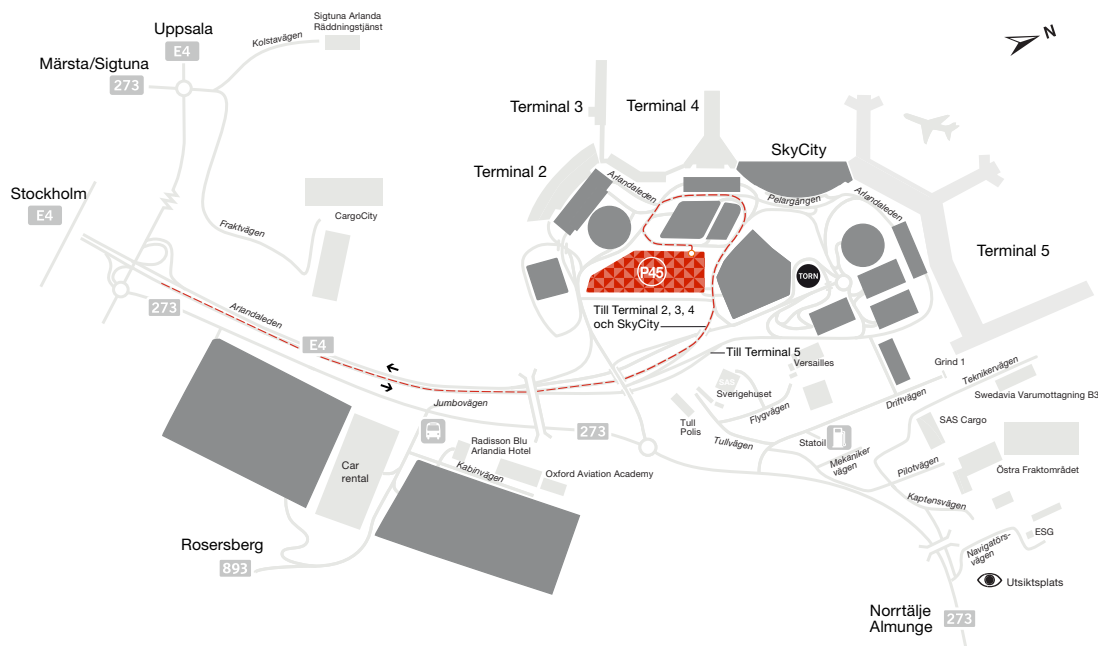 Sigtuna Arlanda
Räddningstjänst
Uppsala
E4
Kolstavägen
N
Märsta/Sigtuna
273
Terminal 3
Terminal 4
SkyCity
Terminal 2
Arlandaleden
Pelargången
Arlandaleden
Stockholm
E4
CargoCity
Fraktvägen
Terminal 5
P45
TORN
273
Arlandaleden
Till Terminal 2, 3, 4
och SkyCity
E4
Till Terminal 5
Versailles
Grind 1
Teknikervägen
SAS
Sverigehuset
Swedavia Varumottagning B3
Driftvägen
Jumbovägen
Flygvägen
Tull
Polis
SAS Cargo
273
Tullvägen
Statoil
Radisson Blu
Arlandia Hotel
Mekaniker
vägen
Pilotvägen
Östra Fraktområdet
Car
rental
Kabinvägen
Oxford Aviation Academy
Kaptensvägen
Rosersberg
893
ESG
Navigatörs-
vägen
Utsiktsplats
Norrtälje
Almunge
273